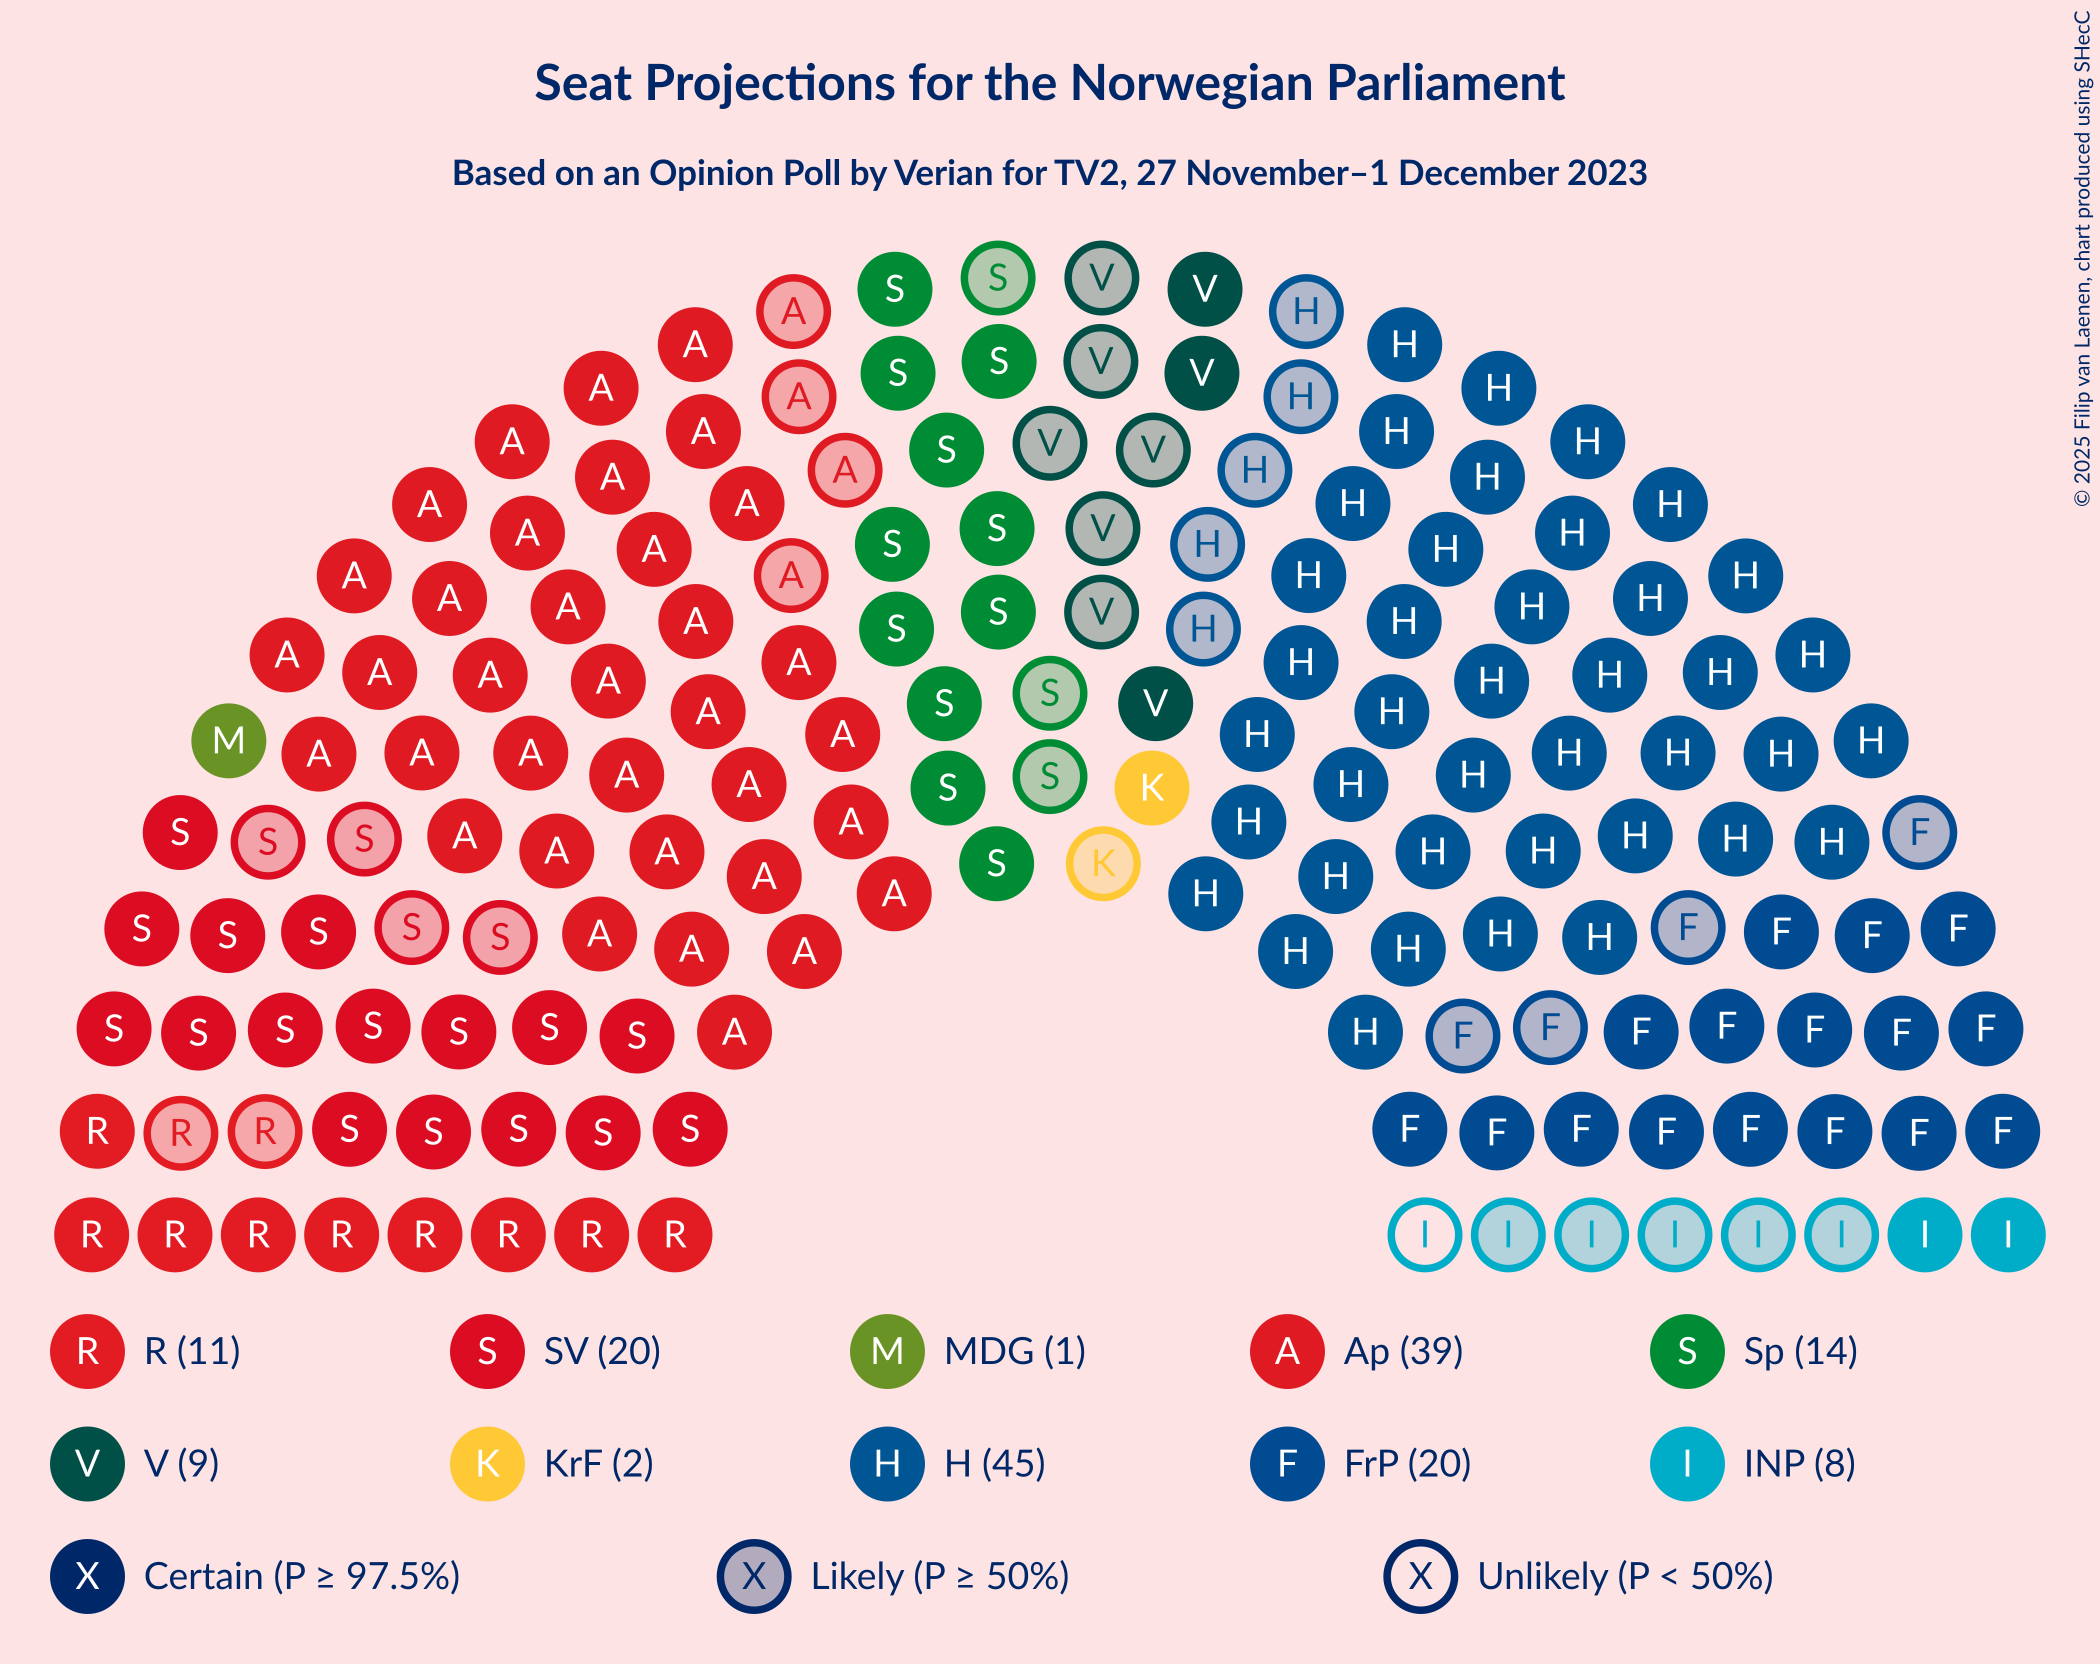 Seat Projections for the Norwegian Parliament
Based on an Opinion Poll by Verian for TV2, 27 November–1 December 2023
© 2025 Filip van Laenen, chart produced using SHecC
S S V V
A H
A S S V V H
A H
A S V V H H
A A A H H H
A A S S V H H H
A A A A H H H H
A A A S S V H H H H
M A A A A A A S S V H H H H H H H
A A A A A A S S K H H H H H H
S S S A A A A A S K H H H H H H H F
S S S S S A A A A H H H H H F F F F
S S S S S S S A H F F F F F F F
R R R S S S S S F F F F F F F F
R R R R R R R R I I I I I I I I
R R (11) S SV (20) M MDG (1) A Ap (39) S Sp (14)
V V (9) K KrF (2) H H (45) F FrP (20) I INP (8)
X Certain (P ≥ 97.5%) X Likely (P ≥ 50%) X Unlikely (P < 50%)